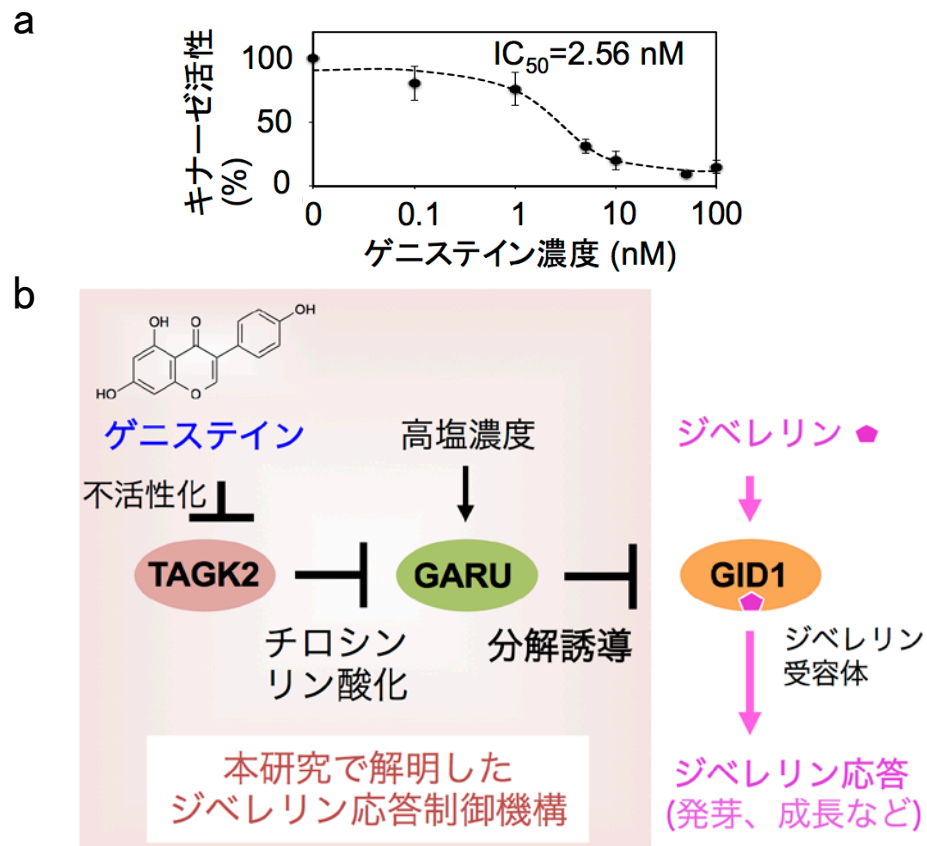 a
キナーゼ活性
(%)
100
50
0
IC50=2.56 nM
0 0.1 1 10 100
ゲニステイン濃度 (nM)
b
OH
O
OH
HO
O
ゲニステイン
高塩濃度
ジベレリン
不活性化
TAGK2
GARU
GID1
チロシン
リン酸化
分解誘導
ジベレリン
受容体
本研究で解明した
ジベレリン応答制御機構
ジベレリン応答
(発芽、成長など)